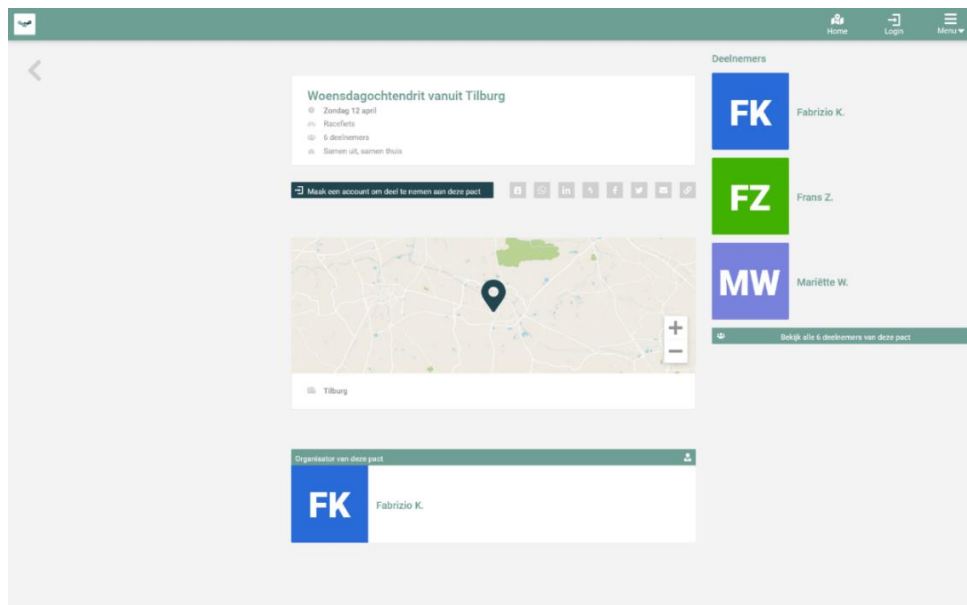 Home
Login
Menu
Woensdagochtendrit vanuit Tilburg
Zondag 12 april
Racefiets
6 deelnemers
Samen uit, samen thuis
Maak een account om deel te nemen aan deze pact
Tilburg
Organisator van deze pact
FK
Fabrizio K.
Deelnemers
FK
Fabrizio K.
FZ
Frans Z.
MW
Mariëtte W.
Bekijk alle 6 deelnemers van deze pact